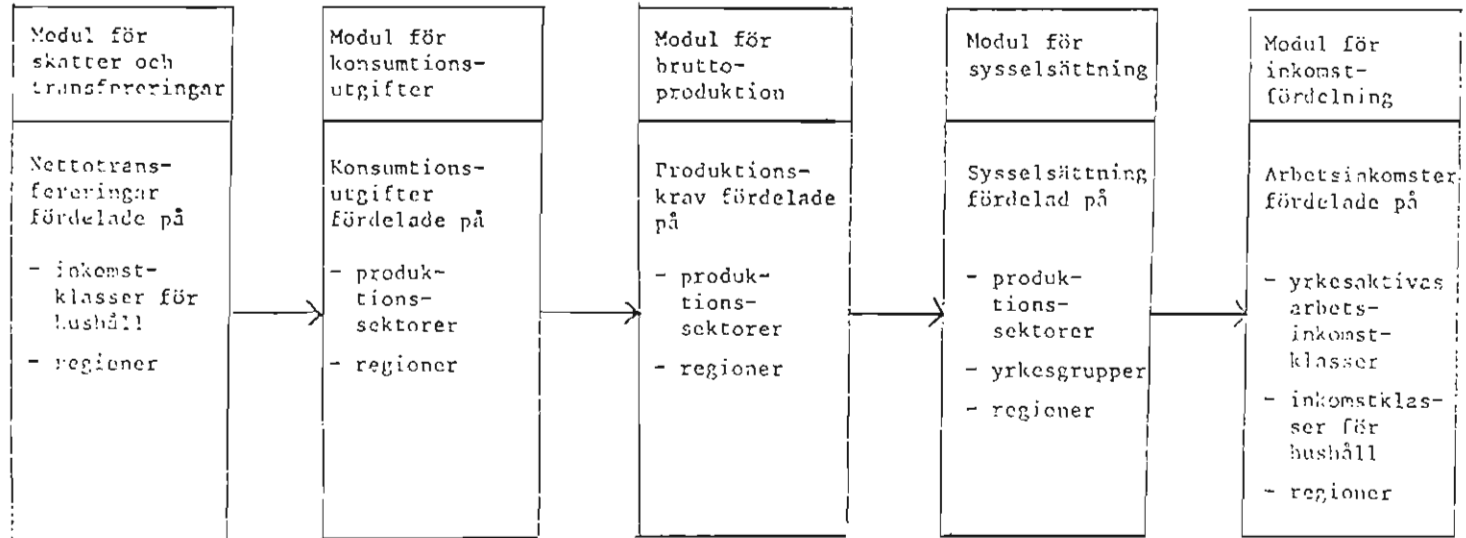 Modul för
skatter och
transfereringar
Nettotrans-
fereringar
fördelade på
- inkomst-
klasser för
hushåll
- regioner
Modul för
konsumtions-
utgifter
Konsumtions-
utgifter
fördelade på
- produk-
tions-
sektorer
- regioner
Modul för
brutto-
produktion
Produktions-
krav fördelade
på
- produk-
tions-
sektorer
- regioner
Modul för
sysselsättning
Sysselsättning
fördelad på
- produk-
tions-
sektorer
- yrkesgrupper
- regioner
Modul för
inkomst-
fördelning
Arbetsinkomster
fördelade på
- yrkesaktivas
arbets-
inkomst-
klasser
- inkomstklas-
ser för
hushåll
- regioner